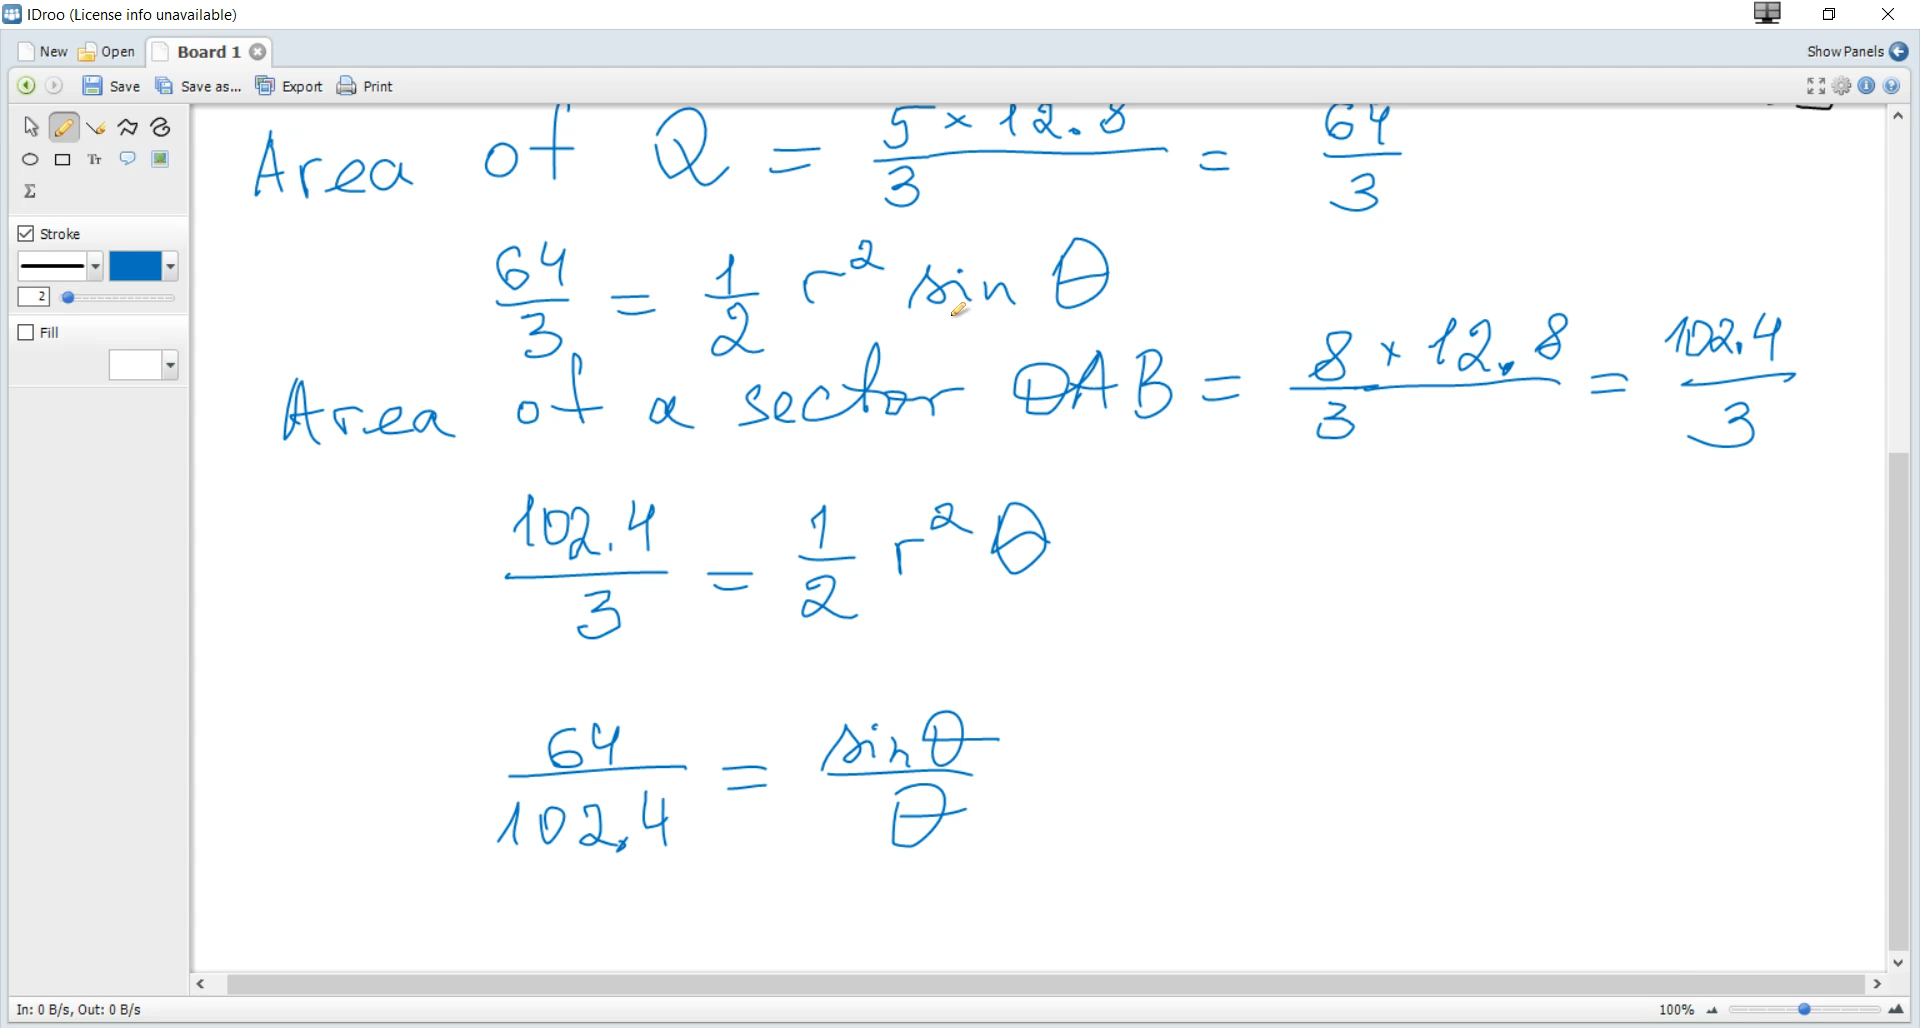 IDroo (License info unavailable)
New Open Board 1 Show Panels
Save Save as... Export Print
Area of Q = 5 × 12.8 / 3 = 64 / 3
64 / 3 = 1 / 2 r² sin θ
Area of a sector OAB = 8 × 12.8 / 3 = 102.4 / 3
102.4 / 3 = 1 / 2 r² θ
64 / 102.4 = sin θ / θ
Tr
Σ
Stroke
2
Fill
In: 0 B/s, Out: 0 B/s 100%